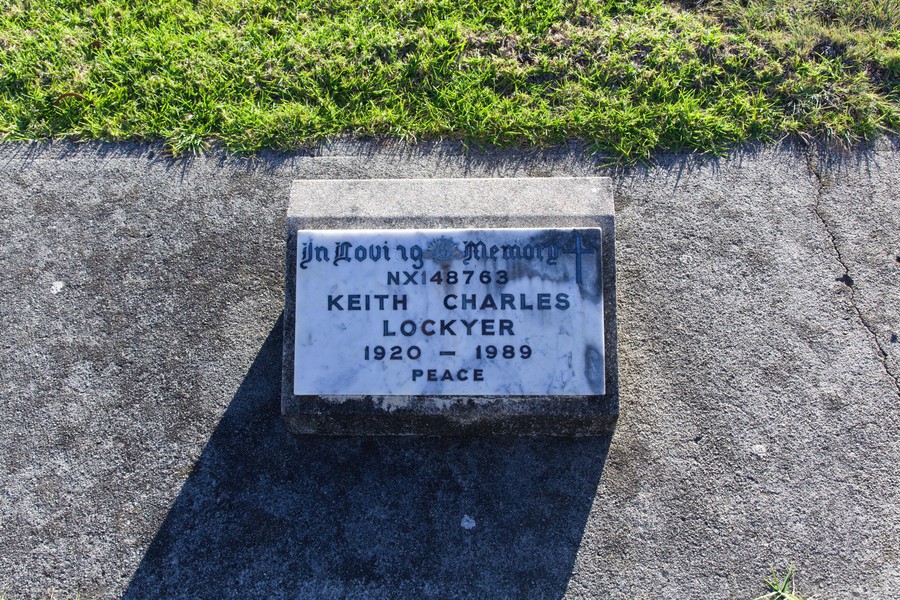 In Loving Memory
NX148763
KEITH CHARLES
LOCKYER
1920 — 1989
PEACE